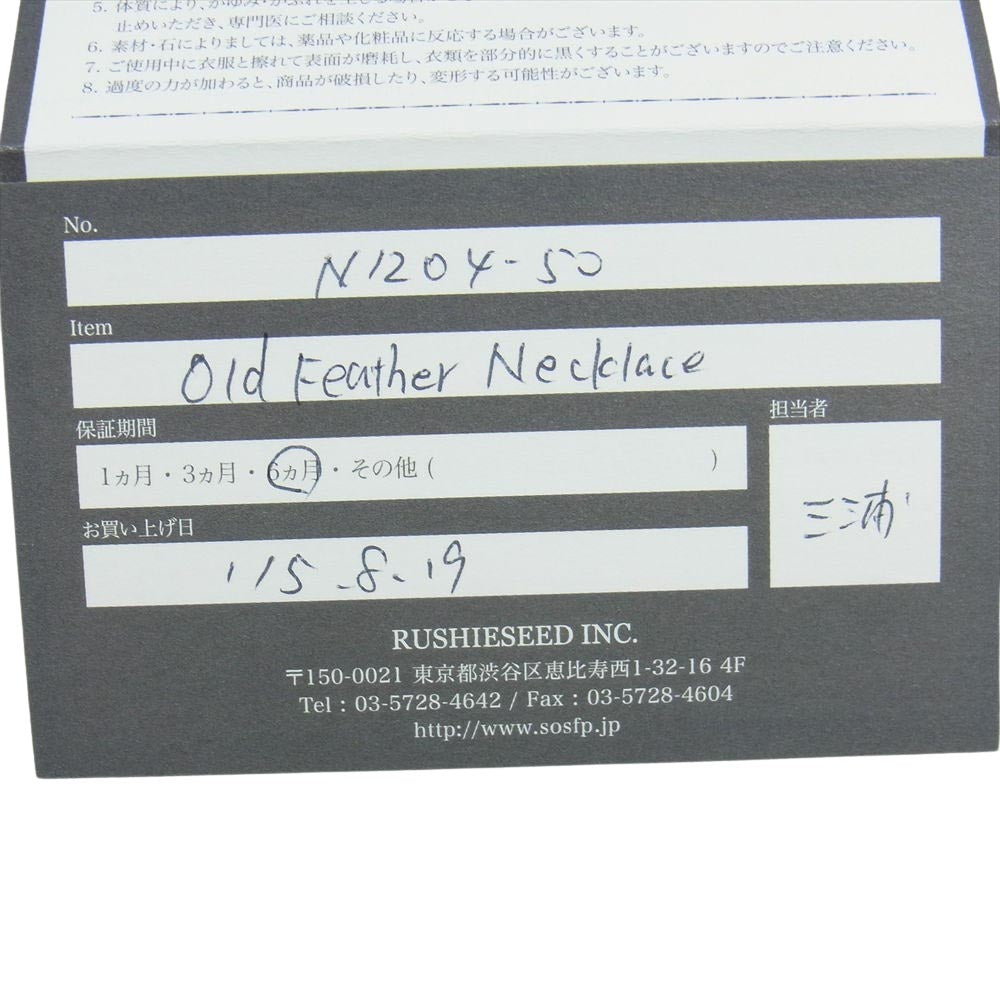 5. 体質により、かゆみ・かぶれを生じる場合が
止めいただき、専門医にご相談ください。
6. 素材・石によりましては、薬品や化粧品に反応する場合がございます。
7. ご使用中に衣服と擦れて表面が磨耗し、衣類を部分的に黒くすることがございますのでご注意ください。
8. 過度の力が加わると、商品が破損したり、変形する可能性がございます。
No.
N1204-50
Item
Old Feather Necklace
保証期間
1ヵ月・3ヵ月・6ヵ月・その他 ( )
担当者
三浦
お買い上げ日
'15.8.19
RUSHIESEED INC.
〒150-0021 東京都渋谷区恵比寿西1-32-16 4F
Tel : 03-5728-4642 / Fax : 03-5728-4604
http://www.sosfp.jp